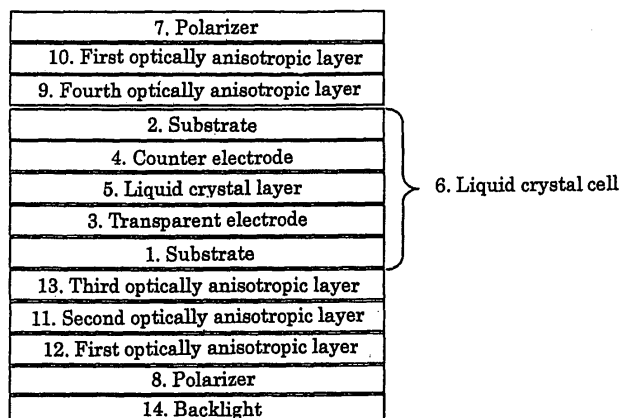 7. Polarizer
10. First optically anisotropic layer
9. Fourth optically anisotropic layer
2. Substrate
4. Counter electrode
5. Liquid crystal layer
6. Liquid crystal cell
3. Transparent electrode
1. Substrate
13. Third optically anisotropic layer
11. Second optically anisotropic layer
12. First optically anisotropic layer
8. Polarizer
14. Backlight